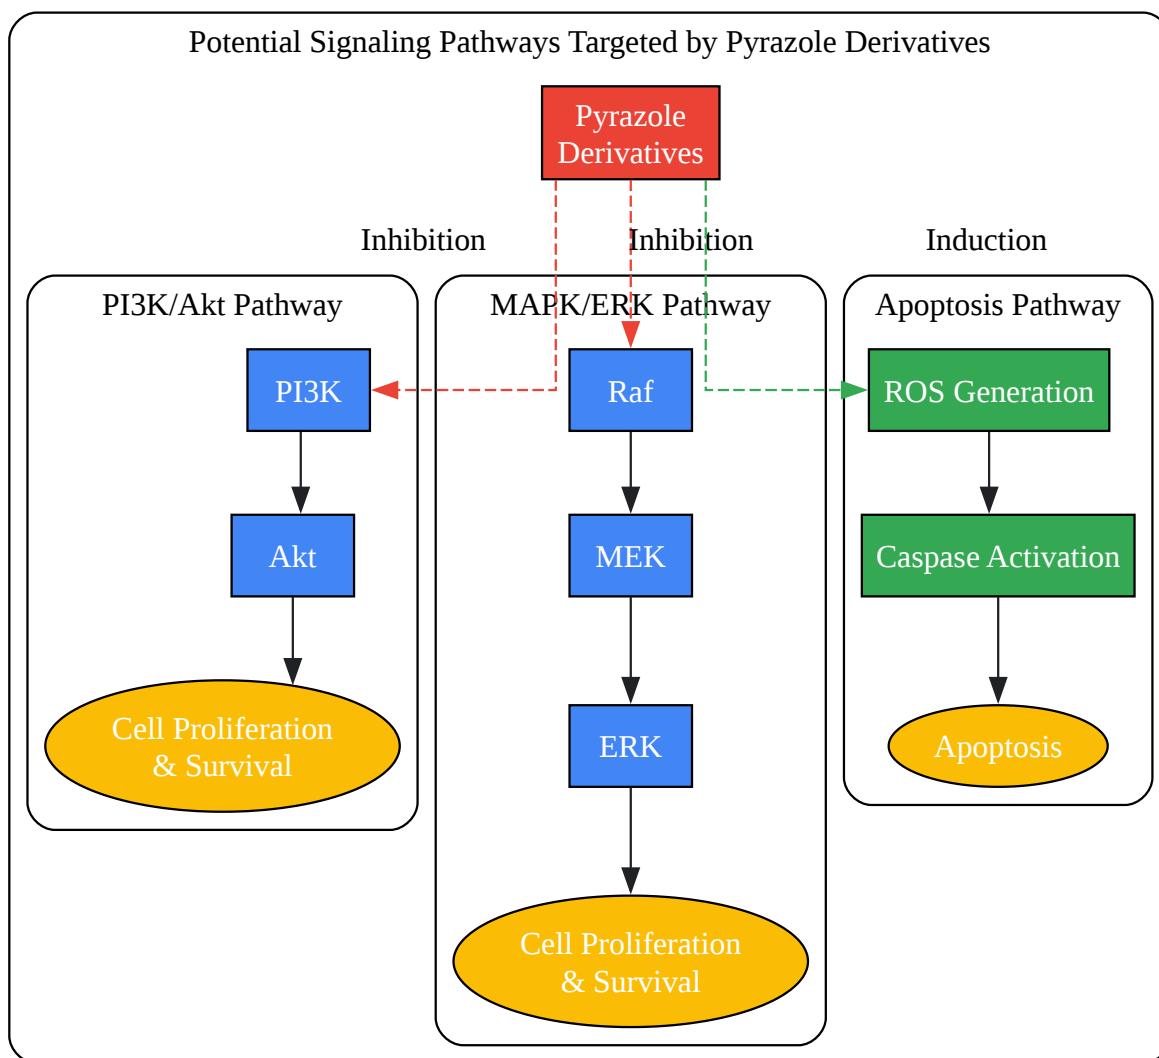 Potential Signaling Pathways Targeted by Pyrazole Derivatives
Pyrazole
Derivatives
Inhibition
Inhibition
Induction
PI3K/Akt Pathway
MAPK/ERK Pathway
Apoptosis Pathway
PI3K
Raf
ROS Generation
Akt
MEK
Caspase Activation
Cell Proliferation
& Survival
ERK
Apoptosis
Cell Proliferation
& Survival